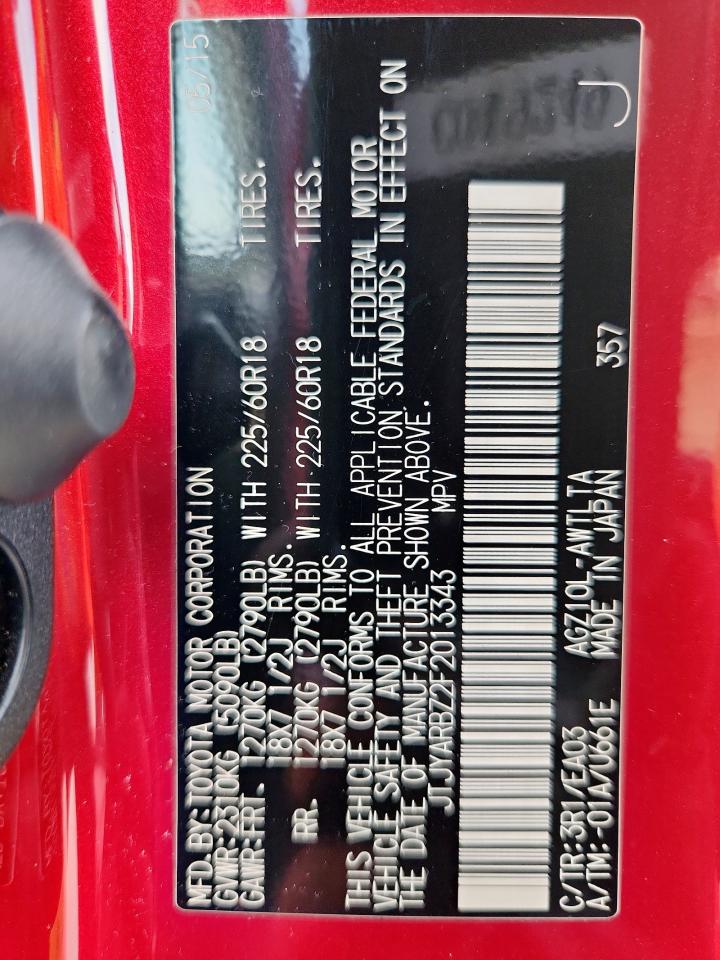 05/15
MFD.BY:TOYOTA MOTOR CORPORATION
GVWR:2310KG (5090LB)
GAWR:FRT. 1270KG (2790LB) WITH 225/60R18 TIRES.
18X7 1/2J RIMS.
RR. 1270KG (2790LB) WITH 225/60R18 TIRES.
18X7 1/2J RIMS.
THIS VEHICLE CONFORMS TO ALL APPLICABLE FEDERAL MOTOR
VEHICLE SAFETY AND THEFT PREVENTION STANDARDS IN EFFECT ON
THE DATE OF MANUFACTURE SHOWN ABOVE.
JTJYARBZ2F2013343 MPV
C/TR:3R1/EA03 AGZ10L-AWTLTA 357
A/TM:-01A/U661E MADE IN JAPAN J